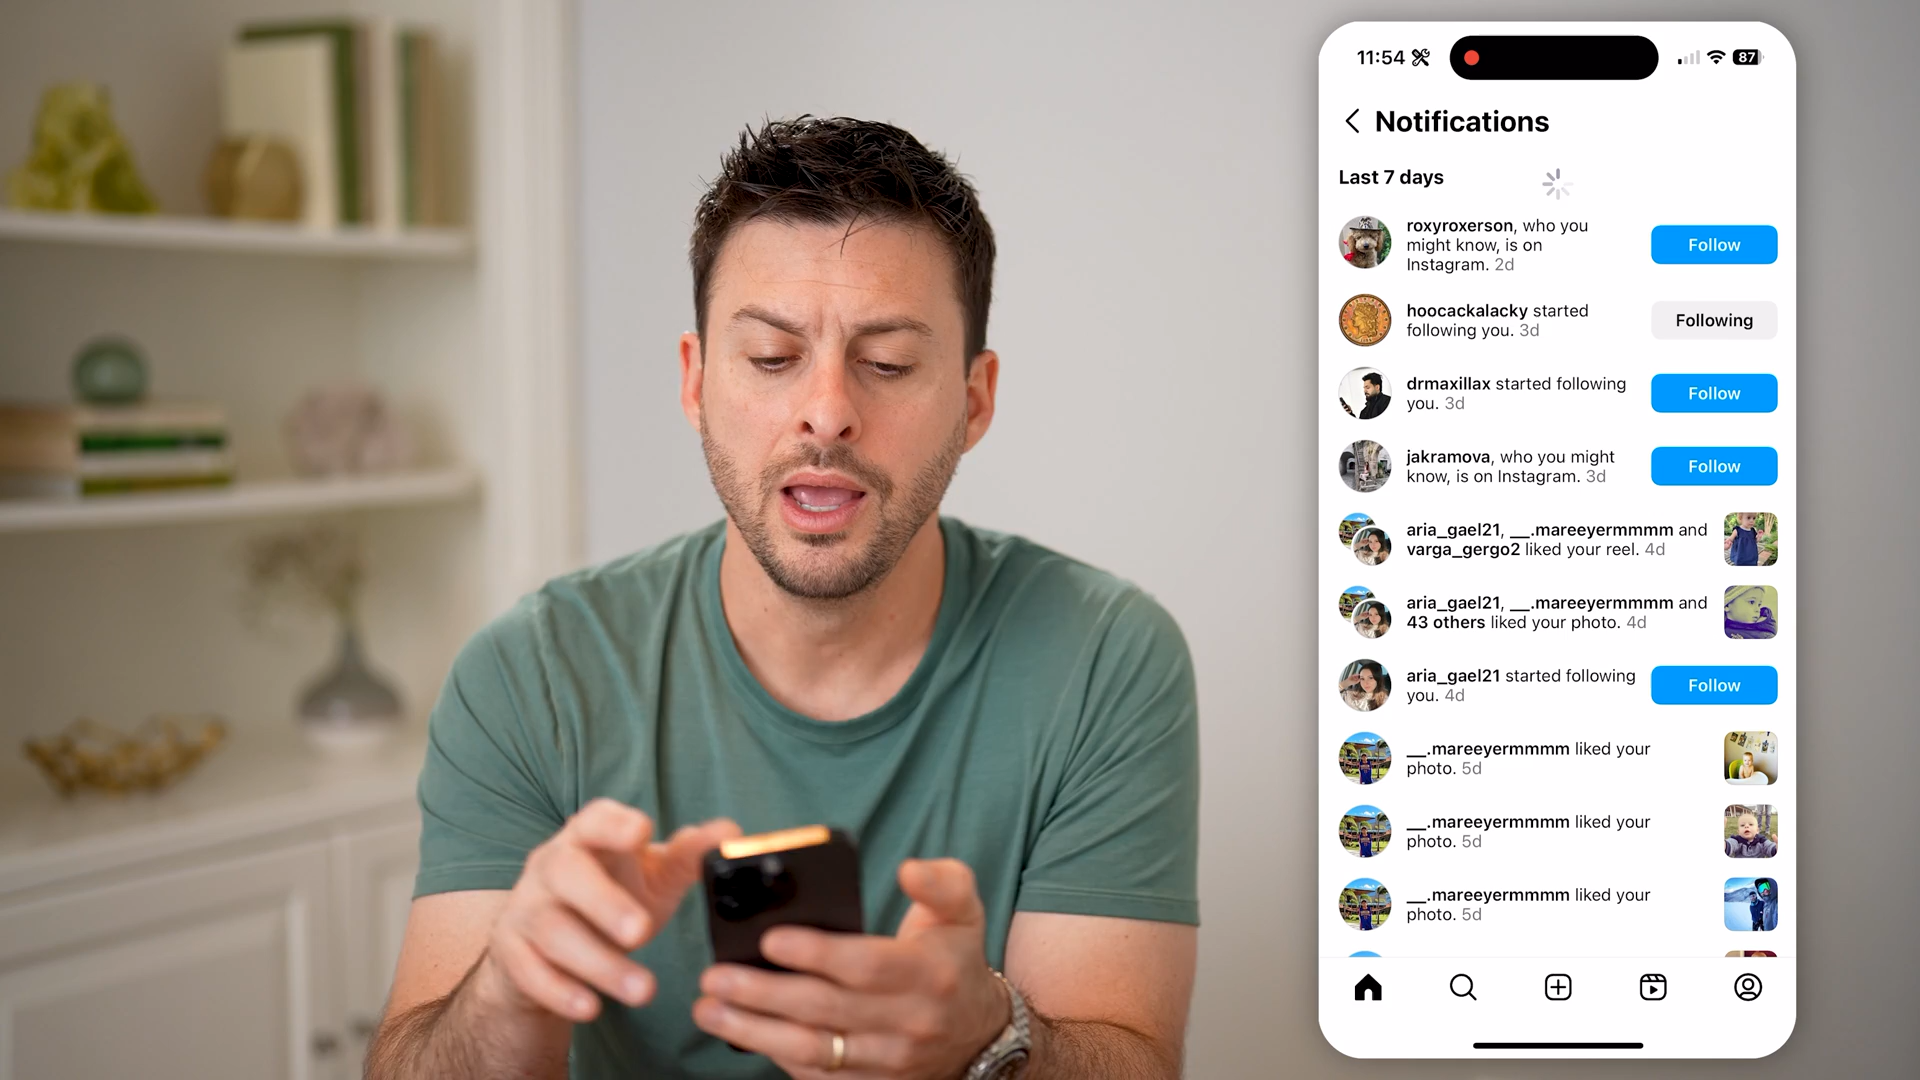 11:54
87
Notifications
Last 7 days
roxyroxerson, who you
might know, is on
Instagram. 2d
Follow
hoocackalacky started
following you. 3d
Following
drmaxillax started following
you. 3d
Follow
jakramova, who you might
know, is on Instagram. 3d
Follow
aria_gael21, __.mareeyermmmm and
varga_gergo2 liked your reel. 4d
aria_gael21, __.mareeyermmmm and
43 others liked your photo. 4d
aria_gael21 started following
you. 4d
Follow
__.mareeyermmmm liked your
photo. 5d
__.mareeyermmmm liked your
photo. 5d
__.mareeyermmmm liked your
photo. 5d